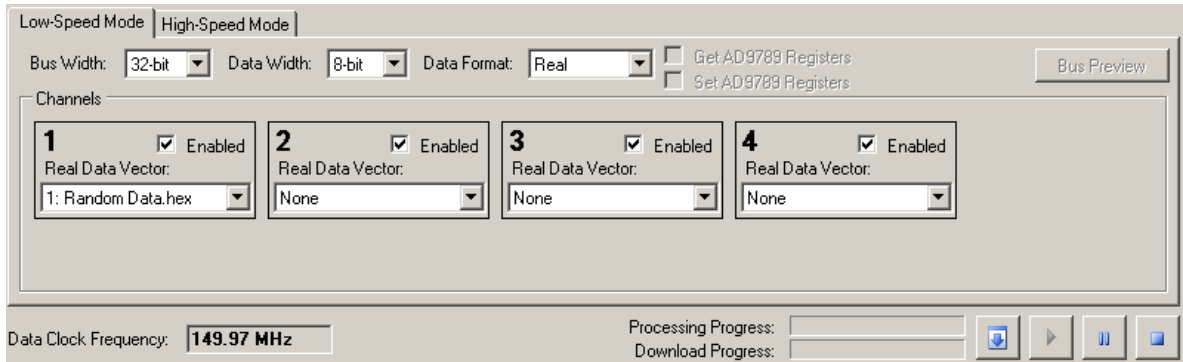 Low-Speed Mode High-Speed Mode
Bus Width: 32-bit Data Width: 8-bit Data Format: Real Get AD9789 Registers
Set AD9789 Registers
Bus Preview
Channels
1 Enabled
Real Data Vector:
1: Random Data.hex
2 Enabled
Real Data Vector:
None
3 Enabled
Real Data Vector:
None
4 Enabled
Real Data Vector:
None
Data Clock Frequency: 149.97 MHz
Processing Progress:
Download Progress: